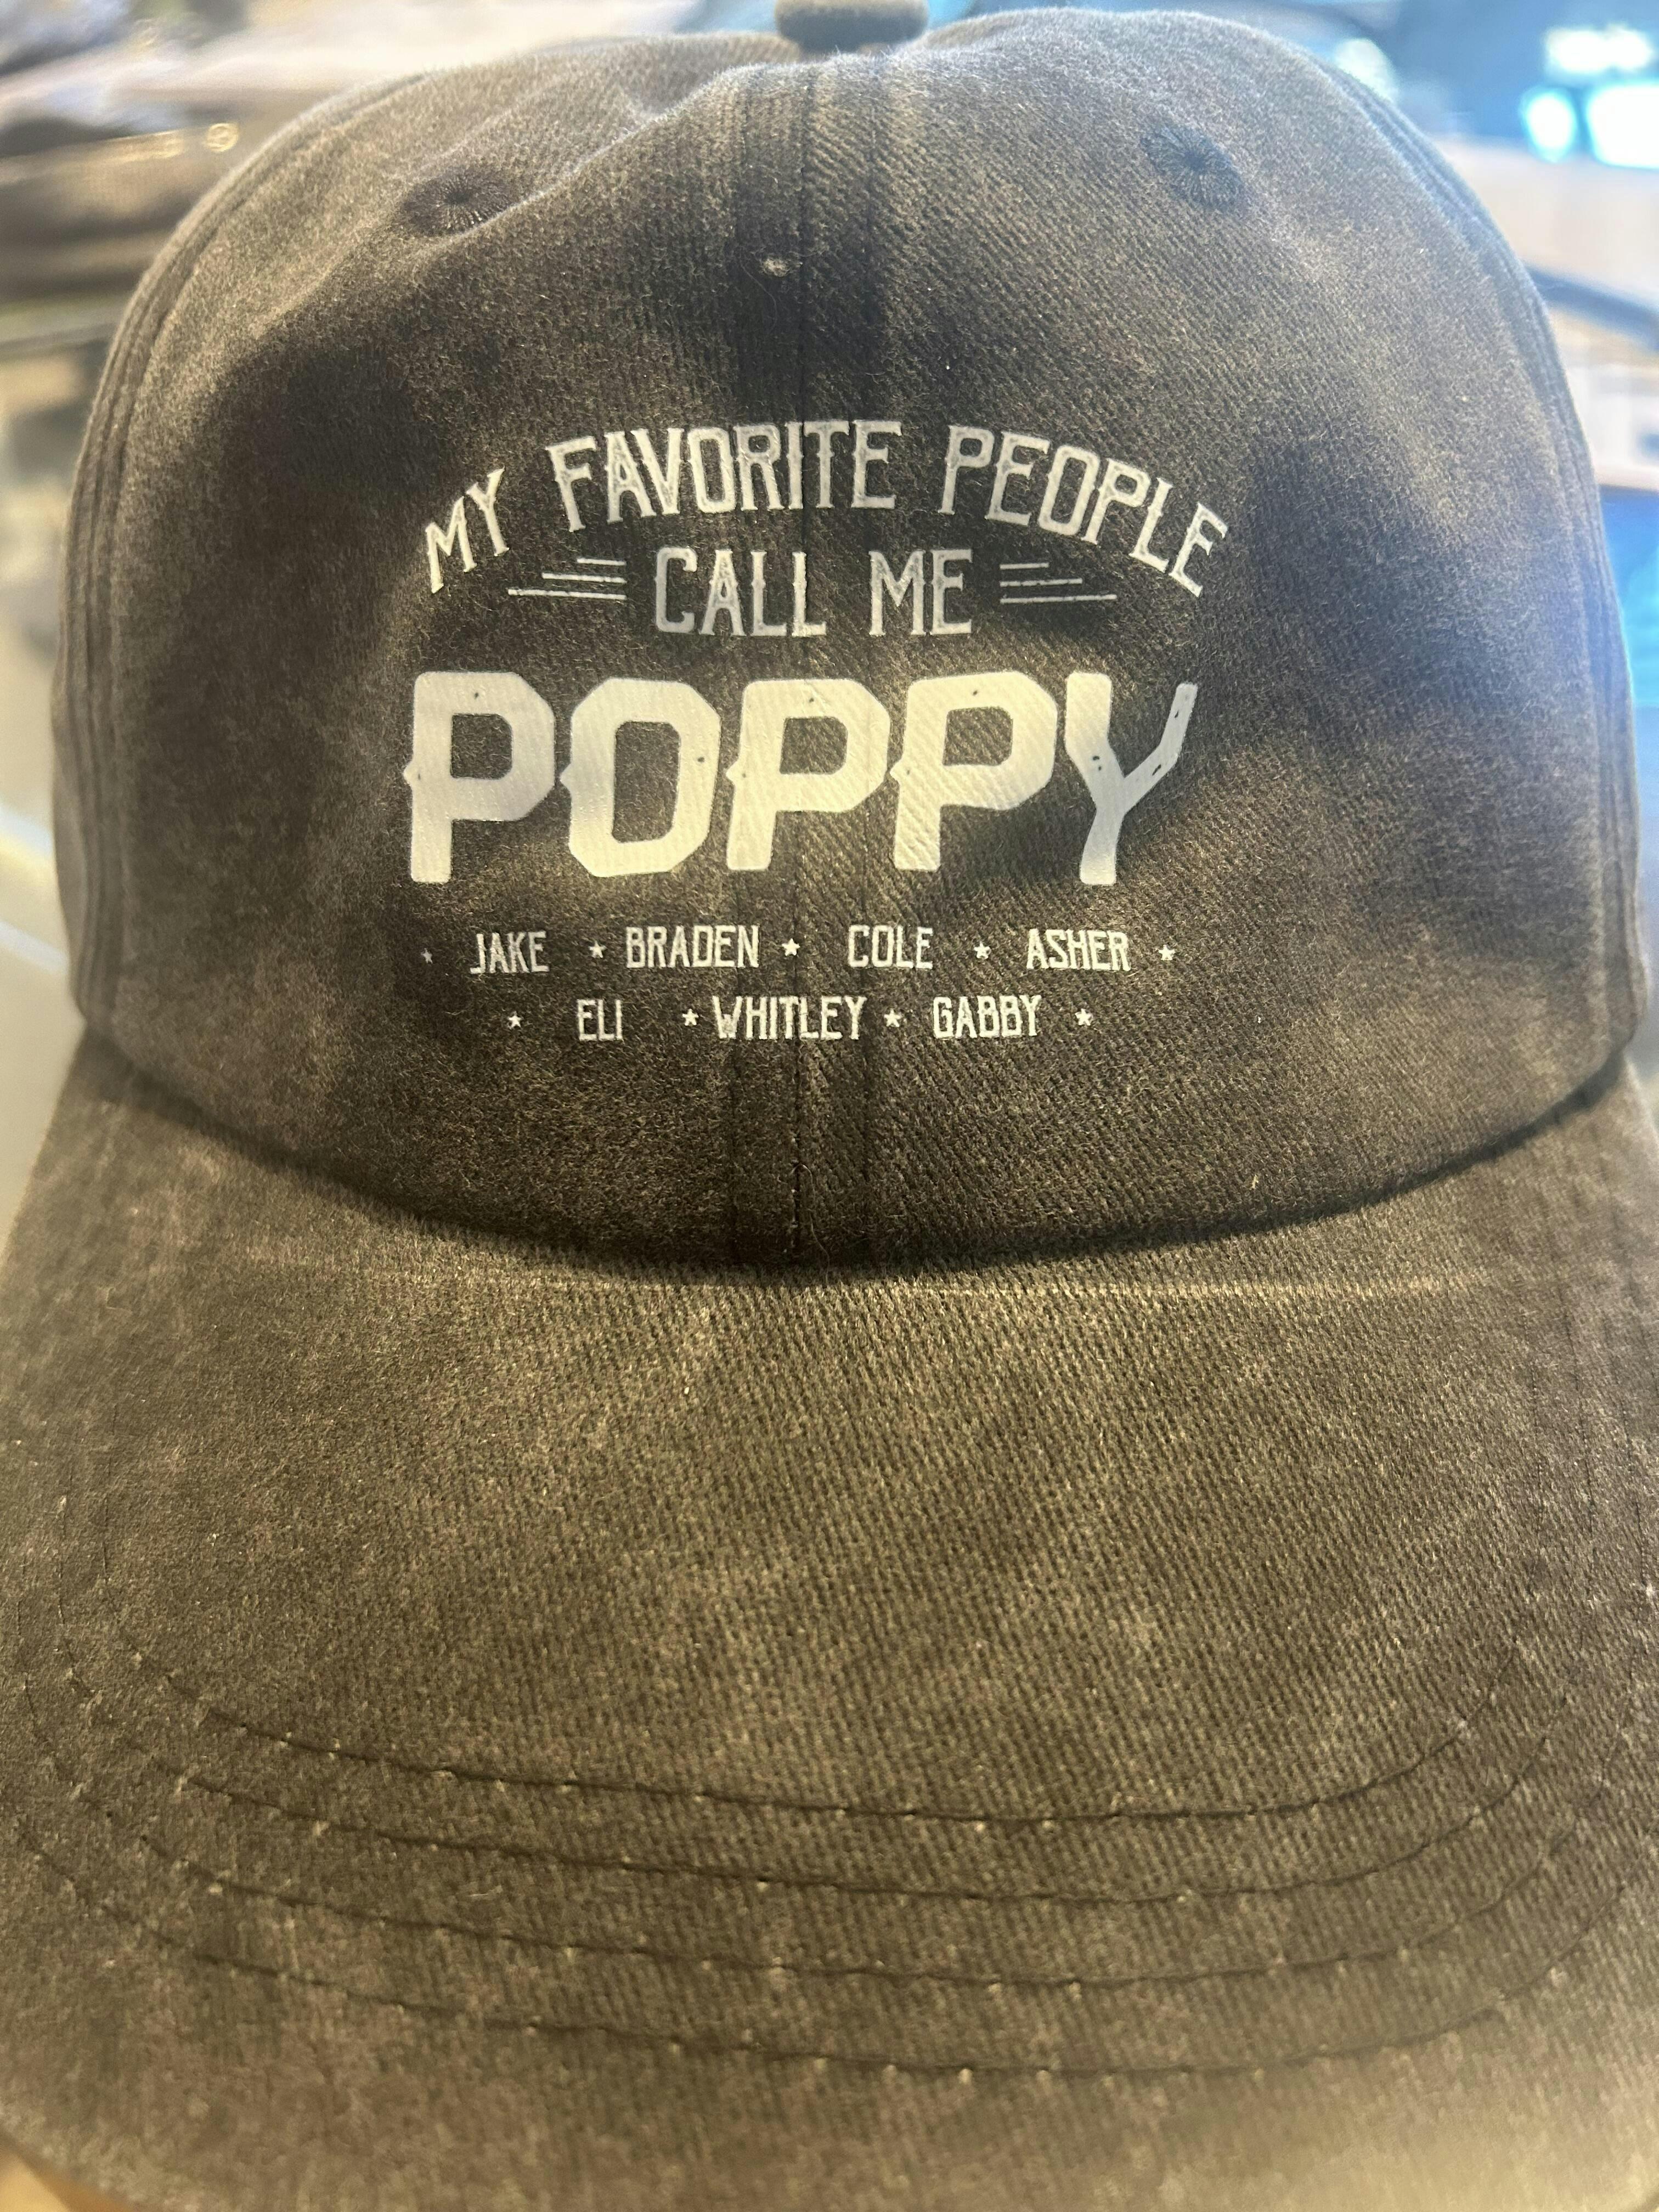 MY FAVORITE PEOPLE
CALL ME
POPPY
★ JAKE ★ BRADEN ★ COLE ★ ASHER ★
★ ELI ★ WHITLEY ★ GABBY ★